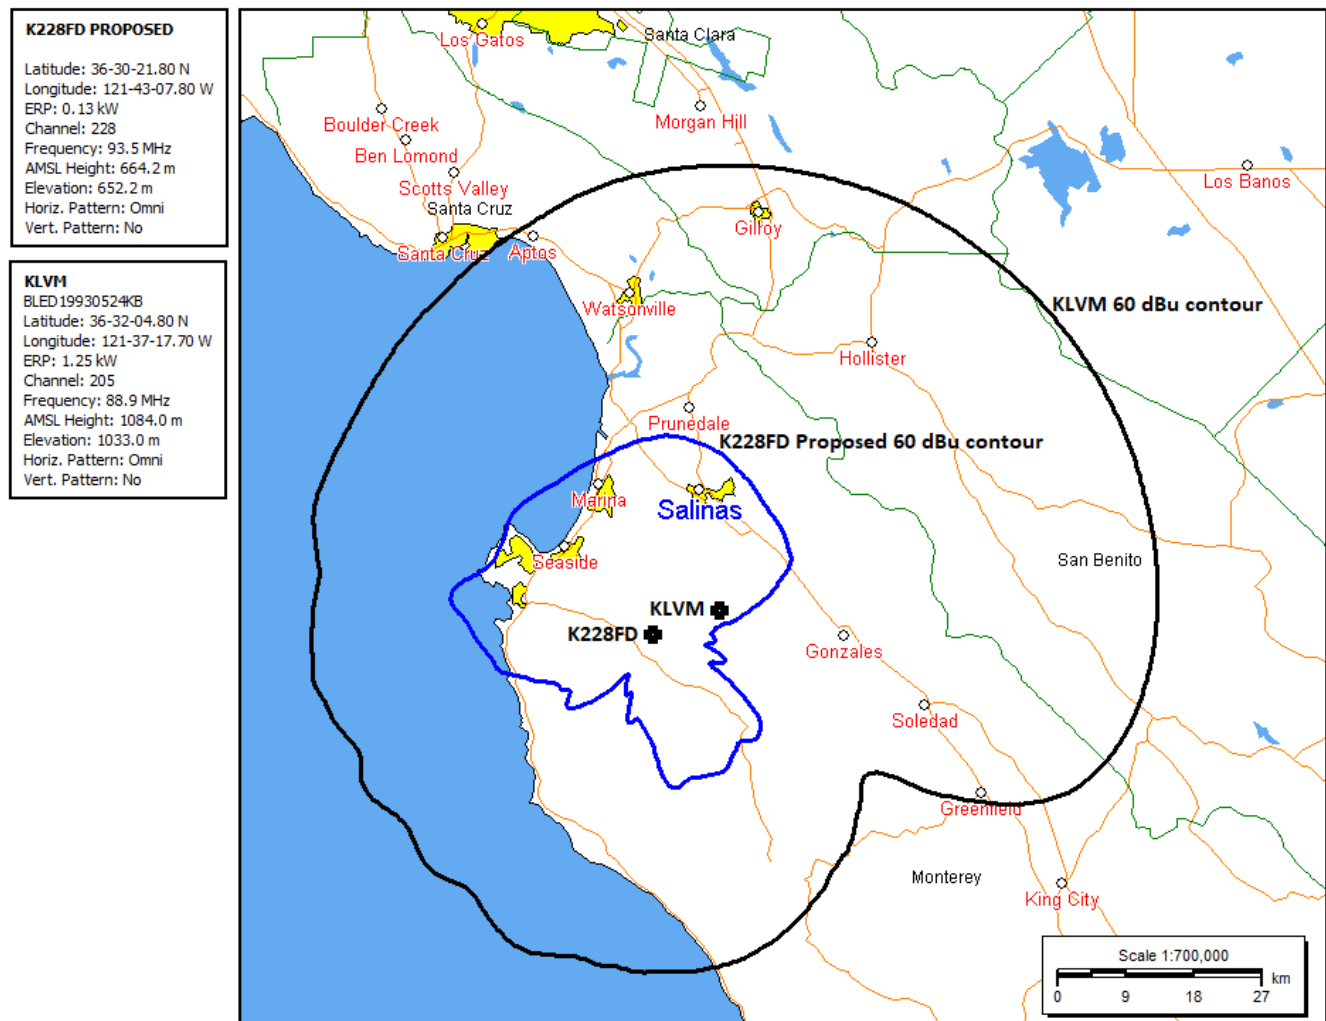 K228FD PROPOSED
Latitude: 36-30-21.80 N
Longitude: 121-43-07.80 W
ERP: 0.13 kW
Channel: 228
Frequency: 93.5 MHz
AMSL Height: 664.2 m
Elevation: 652.2 m
Horiz. Pattern: Omni
Vert. Pattern: No
KLVM
BLED19930524KB
Latitude: 36-32-04.80 N
Longitude: 121-37-17.70 W
ERP: 1.25 kW
Channel: 205
Frequency: 88.9 MHz
AMSL Height: 1084.0 m
Elevation: 1033.0 m
Horiz. Pattern: Omni
Vert. Pattern: No
Los Gatos
Santa Clara
Boulder Creek
Morgan Hill
Ben Lomond
Los Banos
Scotts Valley
Santa Cruz
Santa Cruz
Aptos
Gilroy
Watsonville
KLVM 60 dBu contour
Hollister
Prunedale
K228FD Proposed 60 dBu contour
Marina
Salinas
Seaside
San Benito
KLVM
K228FD
Gonzales
Soledad
Greenfield
Monterey
King City
Scale 1:700,000
km
0 9 18 27